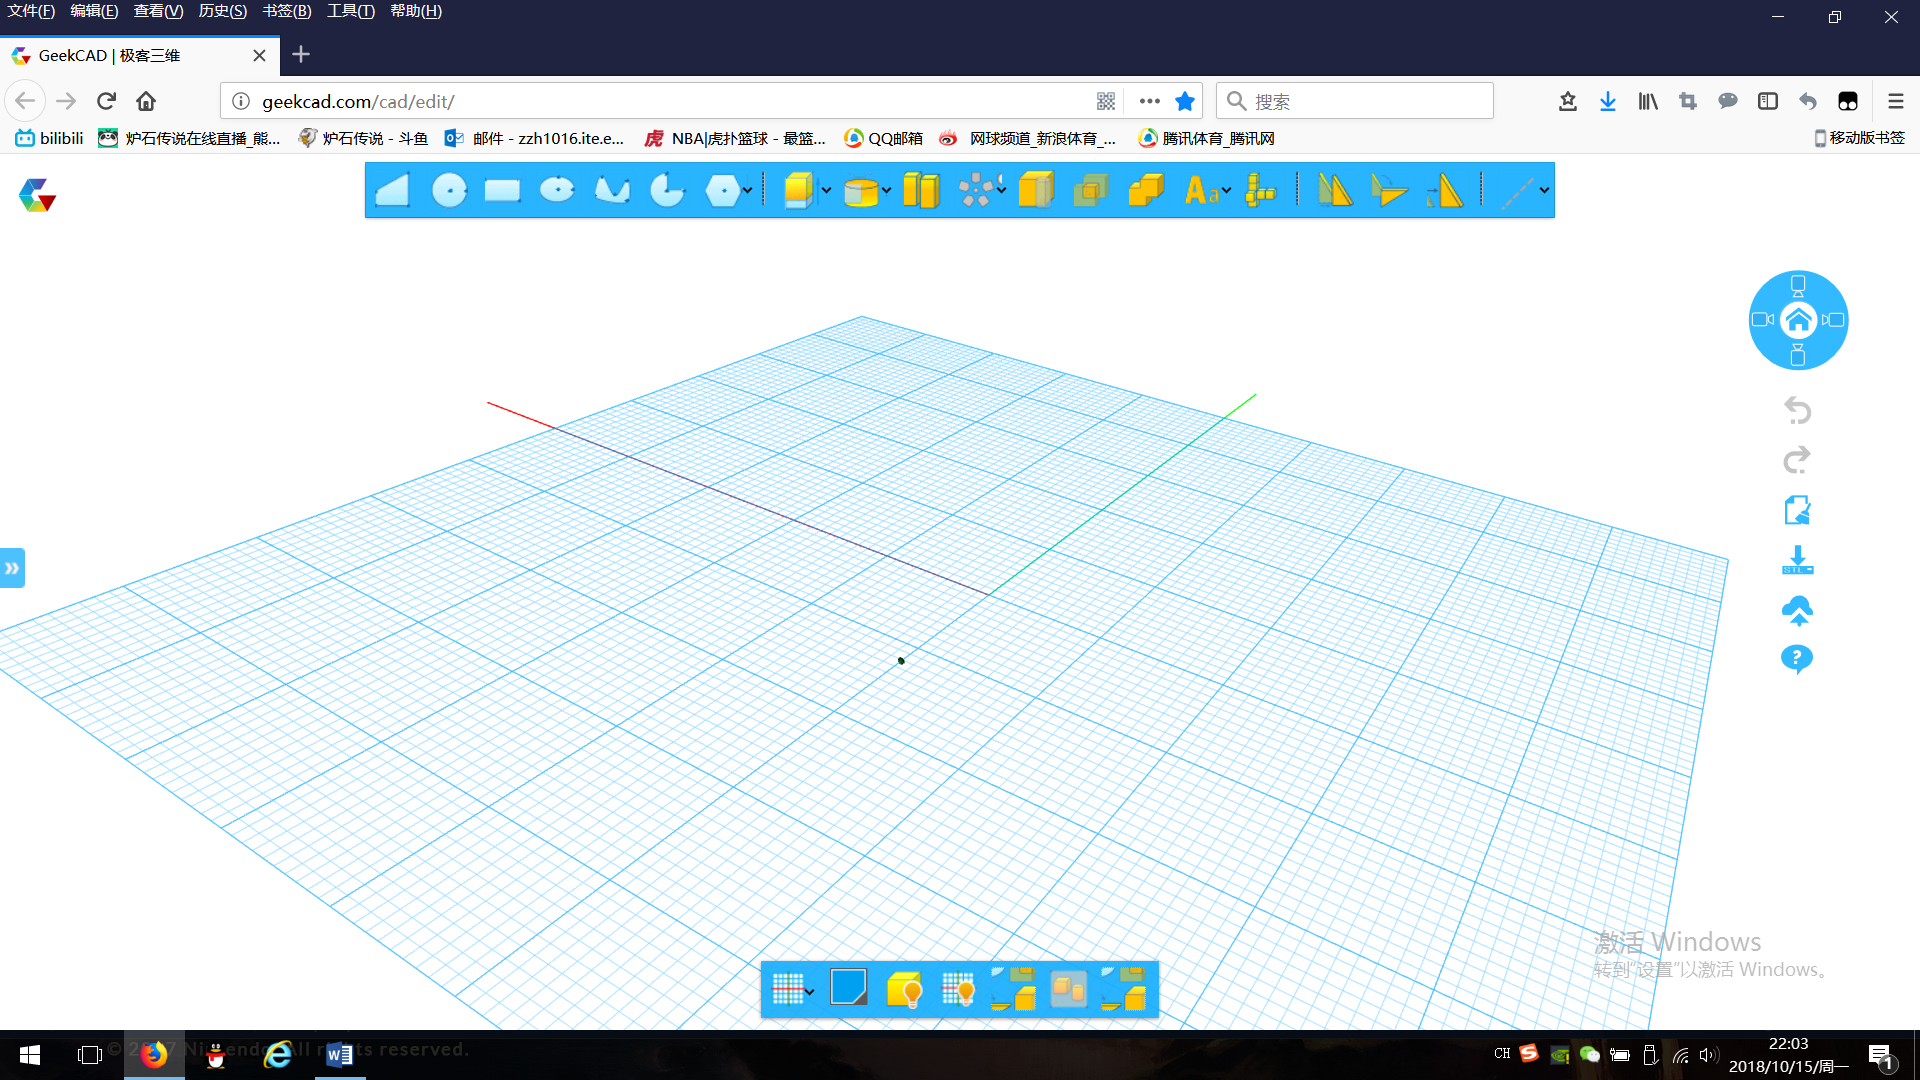 文件(F) 编辑(E) 查看(V) 历史(S) 书签(B) 工具(T) 帮助(H)
GeekCAD | 极客三维
geekcad.com/cad/edit/
搜索
bilibili 炉石传说在线直播_熊... 炉石传说 - 斗鱼 邮件 - zzh1016.ite.e... NBA|虎扑篮球 - 最篮... QQ邮箱 网球频道_新浪体育_... 腾讯体育_腾讯网 移动版书签
Aa
STL
激活 Windows
转到"设置"以激活 Windows。
All rights reserved.
CH
22:03
2018/10/15/周一
1